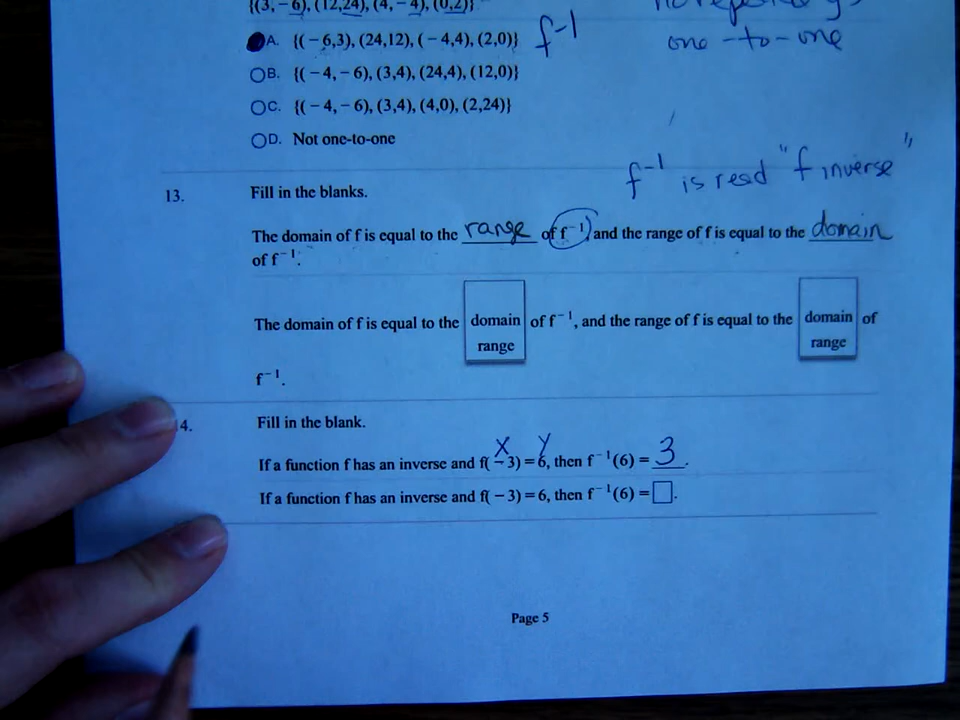 {(3, − 6), (12,24), (4, − 4), (0,2)}
A. {( − 6,3), (24,12), ( − 4,4), (2,0)} f⁻¹
one-to-one
B. {( − 4, − 6), (3,4), (24,4), (12,0)}
C. {( − 4, − 6), (3,4), (4,0), (2,24)}
D. Not one-to-one
f⁻¹ is read "f inverse"
13. Fill in the blanks.
The domain of f is equal to the range of f⁻¹, and the range of f is equal to the domain
of f⁻¹.
The domain of f is equal to the domain range of f⁻¹, and the range of f is equal to the domain range of
f⁻¹.
4. Fill in the blank.
x y
If a function f has an inverse and f( − 3) = 6, then f⁻¹(6) = 3.
If a function f has an inverse and f( − 3) = 6, then f⁻¹(6) = □.
Page 5